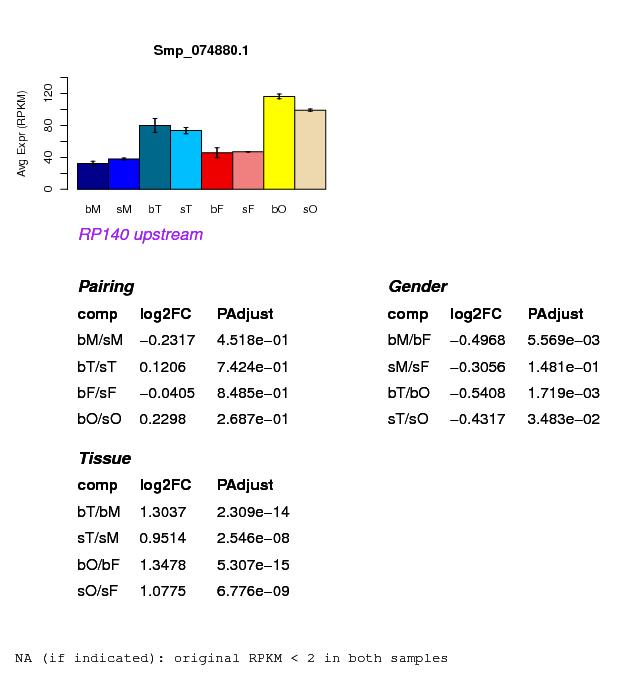 Smp_074880.1
Avg Expr (RPKM)
0 40 80 120
bM sM bT sT bF sF bO sO
RP140 upstream
Pairing
comp log2FC PAdjust
bM/sM −0.2317 4.518e−01
bT/sT 0.1206 7.424e−01
bF/sF −0.0405 8.485e−01
bO/sO 0.2298 2.687e−01
Gender
comp log2FC PAdjust
bM/bF −0.4968 5.569e−03
sM/sF −0.3056 1.481e−01
bT/bO −0.5408 1.719e−03
sT/sO −0.4317 3.483e−02
Tissue
comp log2FC PAdjust
bT/bM 1.3037 2.309e−14
sT/sM 0.9514 2.546e−08
bO/bF 1.3478 5.307e−15
sO/sF 1.0775 6.776e−09
NA (if indicated): original RPKM < 2 in both samples